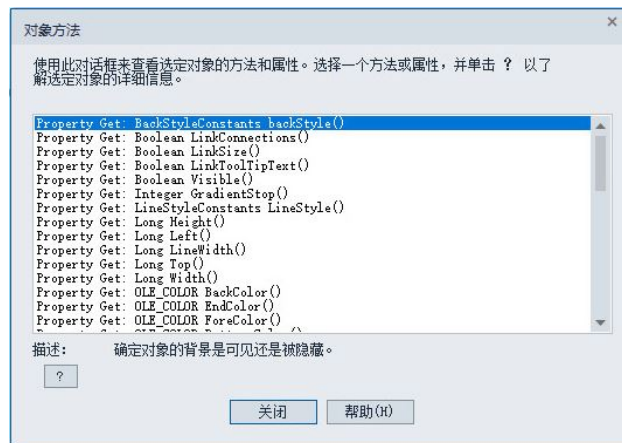 对象方法
使用此对话框来查看选定对象的方法和属性。选择一个方法或属性，并单击 ? 以了
解选定对象的详细信息。
Property Get: BackStyleConstants backStyle()
Property Get: Boolean LinkConnections()
Property Get: Boolean LinkSize()
Property Get: Boolean LinkToolTipText()
Property Get: Boolean Visible()
Property Get: Integer GradientStop()
Property Get: LineStyleConstants LineStyle()
Property Get: Long Height()
Property Get: Long Left()
Property Get: Long LineWidth()
Property Get: Long Top()
Property Get: Long Width()
Property Get: OLE_COLOR BackColor()
Property Get: OLE_COLOR EndColor()
Property Get: OLE_COLOR ForeColor()
描述： 确定对象的背景是可见还是被隐藏。
?
关闭 帮助(H)